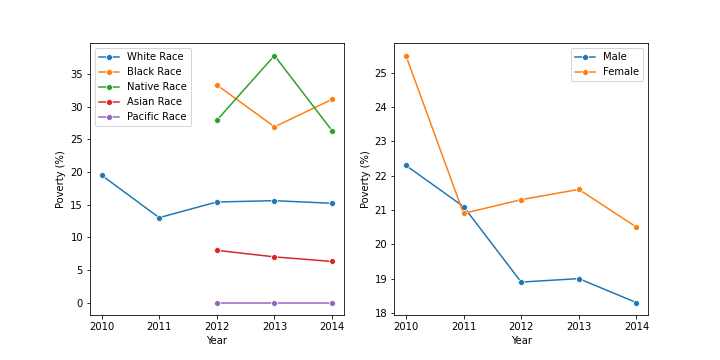 White Race
Black Race
Native Race
Asian Race
Pacific Race
35
30
25
20
15
10
5
0
Poverty (%)
2010 2011 2012 2013 2014
Year
Male
Female
25
24
23
22
21
20
19
18
Poverty (%)
2010 2011 2012 2013 2014
Year